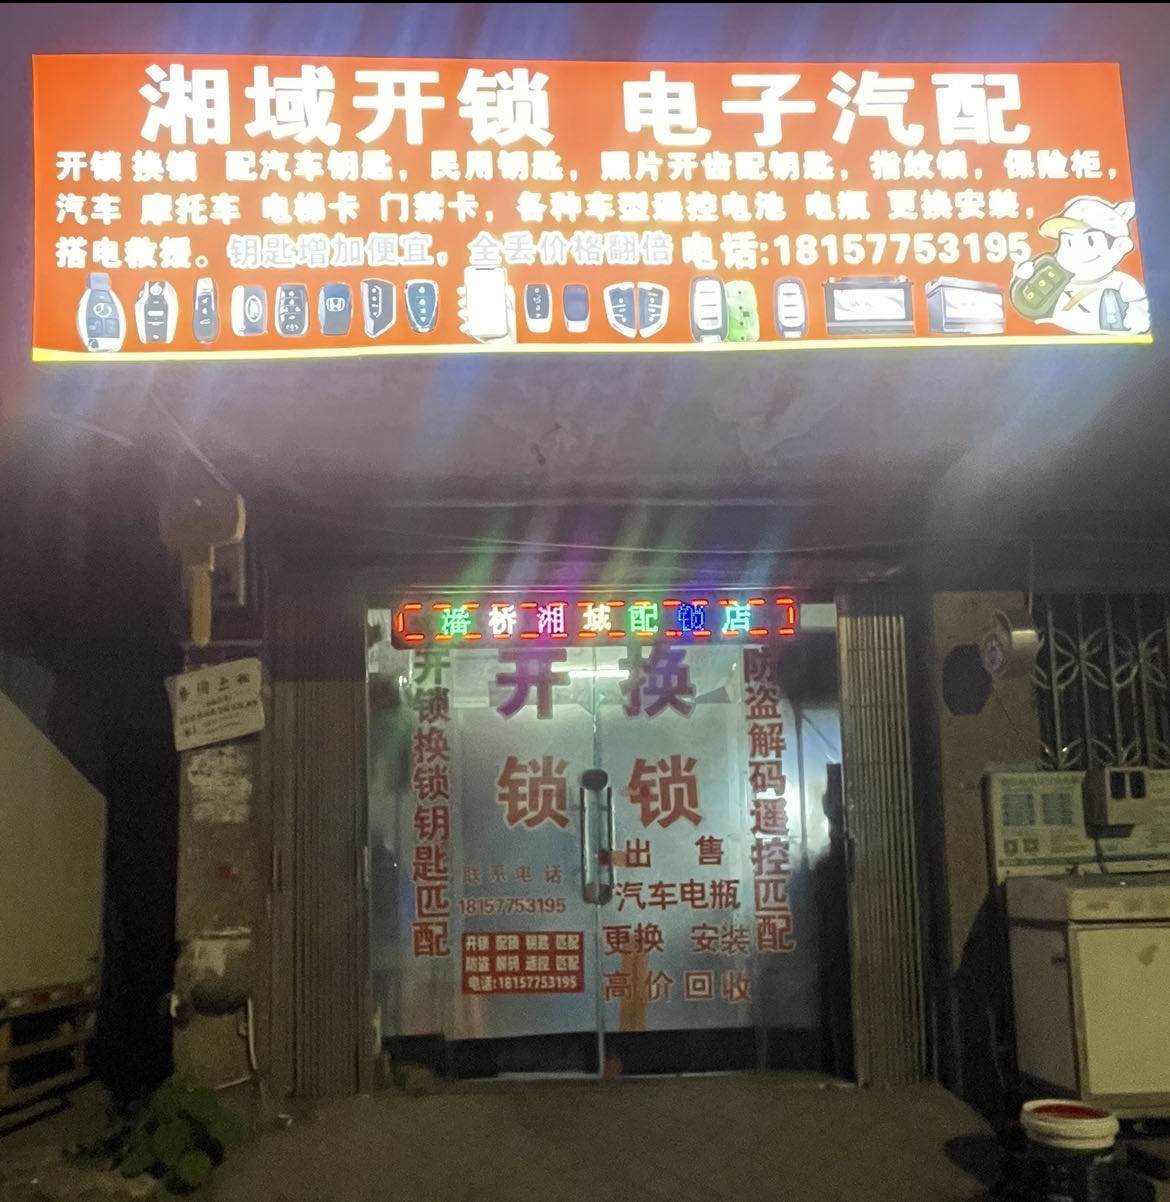 湘域开锁 电子汽配
开锁 换锁 配汽车钥匙，民用钥匙，照片开齿配钥匙，指纹锁，保险柜，
汽车 摩托车 电梯卡 门禁卡，各种车型遥控电池 电瓶 更换安装，
搭电救援。钥匙增加便宜，全丢价格翻倍 电话:18157753195
潘桥湘域配锁店
开锁换锁钥匙匹配
开锁
换锁
防盗解码遥控匹配
联系电话
18157753195
开锁 配锁 钥匙 匹配
防盗 解码 遥控 匹配
电话:18157753195
出售
汽车电瓶
更换 安装
高价回收